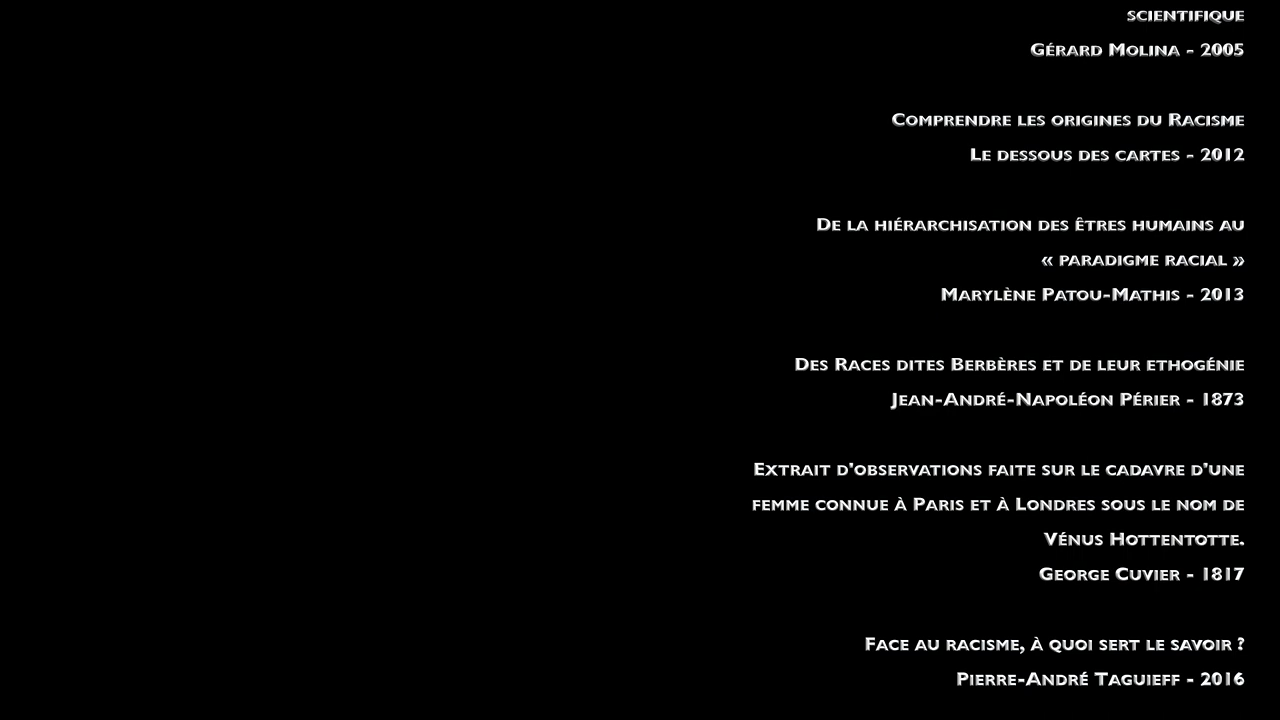 SCIENTIFIQUE
GÉRARD MOLINA - 2005
COMPRENDRE LES ORIGINES DU RACISME
LE DESSOUS DES CARTES - 2012
DE LA HIÉRARCHISATION DES ÊTRES HUMAINS AU
« PARADIGME RACIAL »
MARYLÈNE PATOU-MATHIS - 2013
DES RACES DITES BERBÈRES ET DE LEUR ETHOGÉNIE
JEAN-ANDRÉ-NAPOLÉON PÉRIER - 1873
EXTRAIT D'OBSERVATIONS FAITE SUR LE CADAVRE D'UNE
FEMME CONNUE À PARIS ET À LONDRES SOUS LE NOM DE
VÉNUS HOTTENTOTTE.
GEORGE CUVIER - 1817
FACE AU RACISME, À QUOI SERT LE SAVOIR ?
PIERRE-ANDRÉ TAGUIEFF - 2016